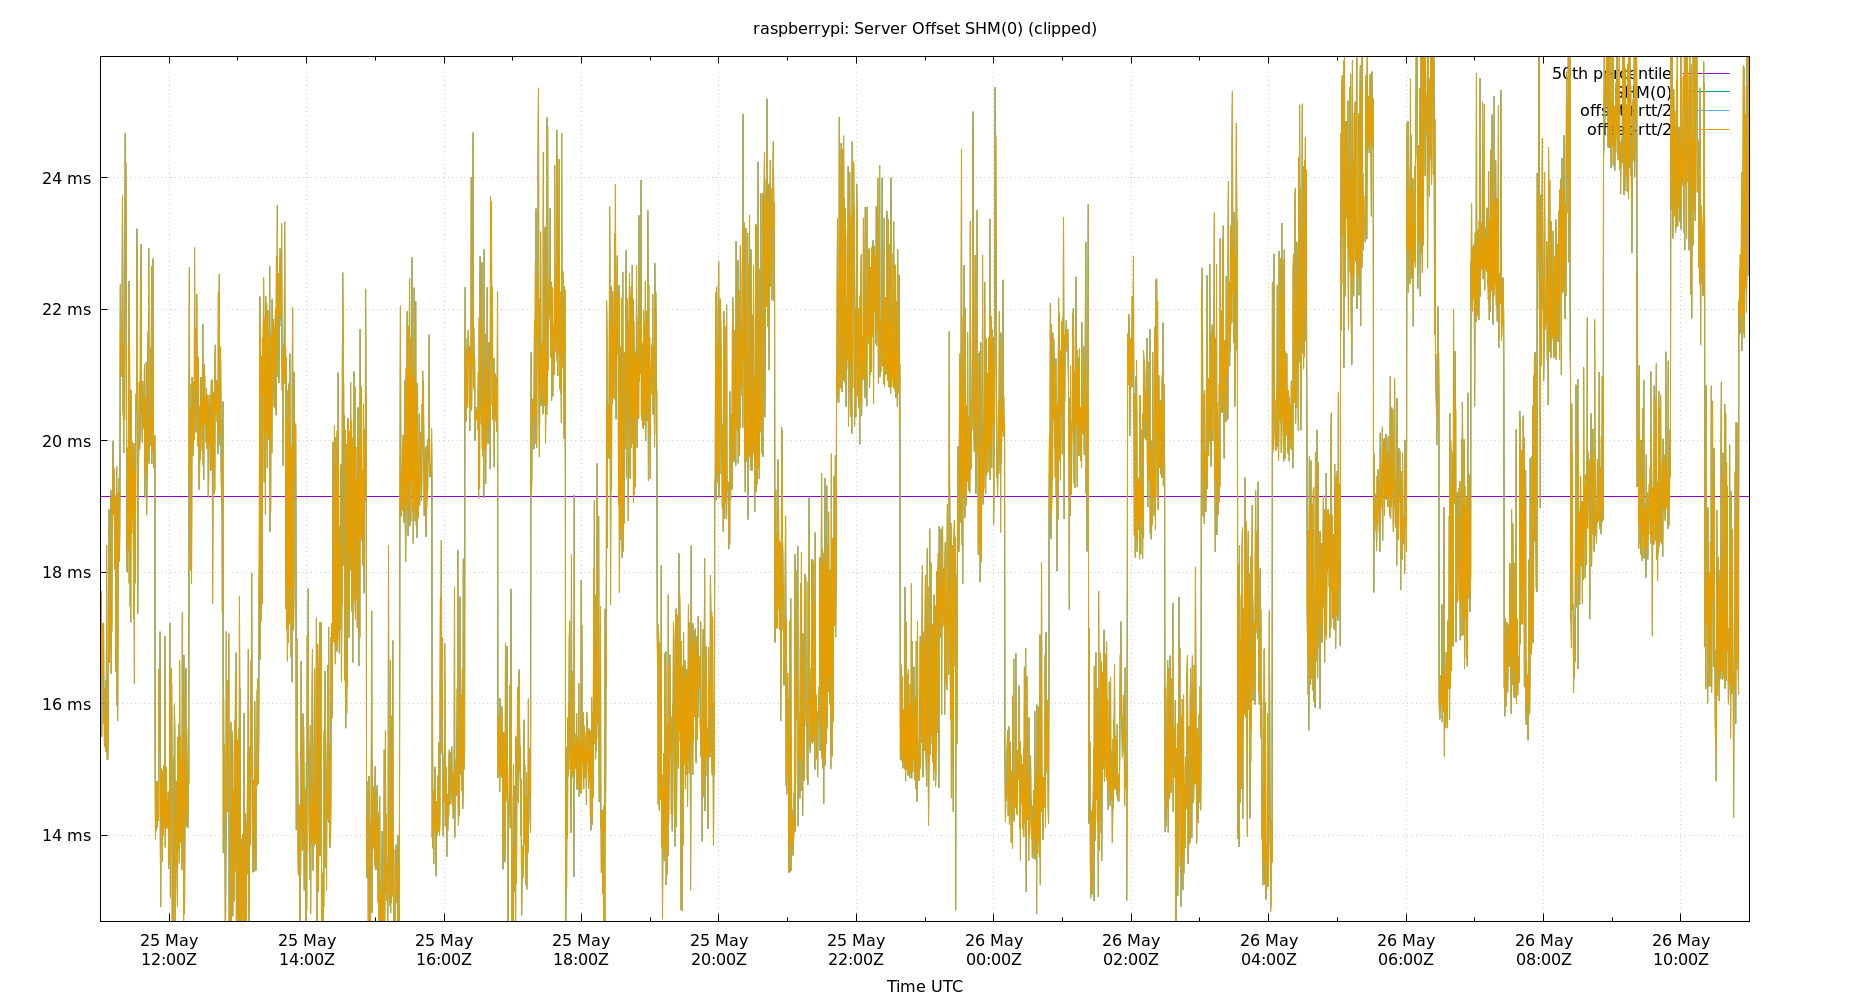 raspberrypi: Server Offset SHM(0) (clipped)
50th percentile
SHM(0)
offset+rtt/2
offset-rtt/2
24 ms
22 ms
20 ms
18 ms
16 ms
14 ms
25 May 25 May 25 May 25 May 25 May 25 May 26 May 26 May 26 May 26 May 26 May 26 May
12:00Z 14:00Z 16:00Z 18:00Z 20:00Z 22:00Z 00:00Z 02:00Z 04:00Z 06:00Z 08:00Z 10:00Z
Time UTC